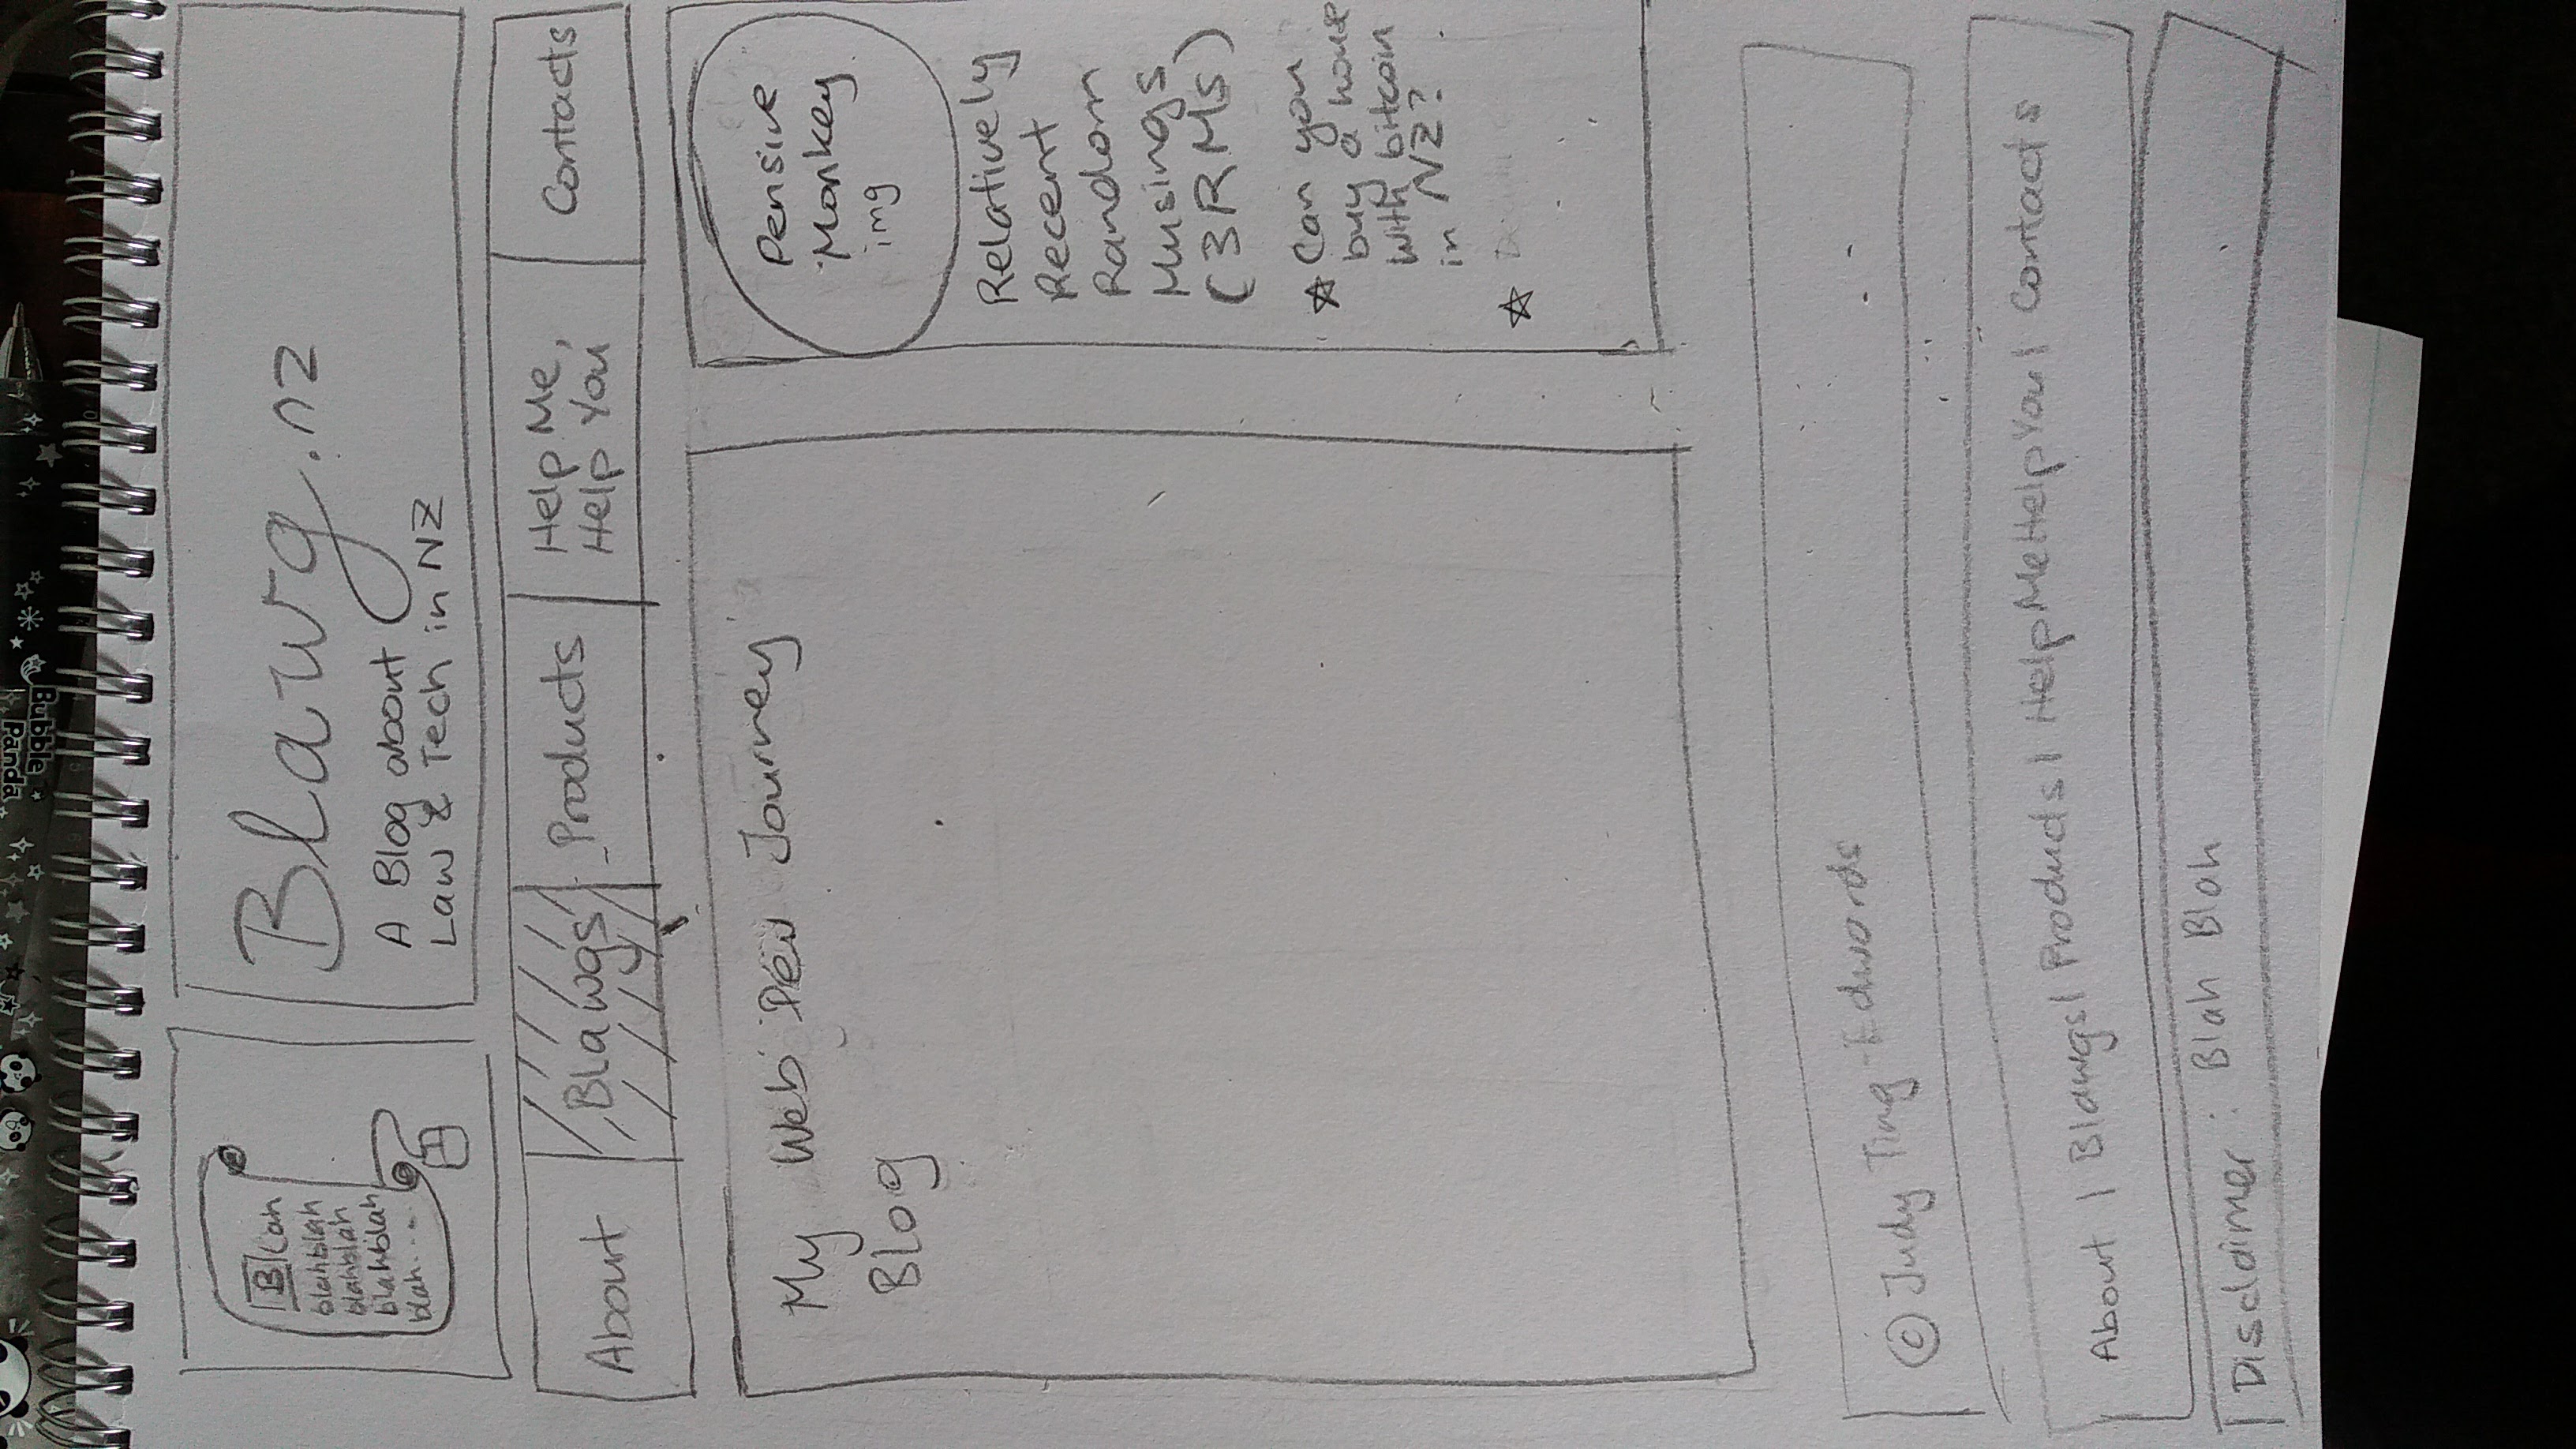 Bubble
Panda
Blah
blahblah
blahblah
blahblah
blah.....
Blawg.nz
A Blog about
Law & Tech in NZ
About
Blawgs
Products
Help Me,
Help You
Contacts
My Web Dev Journey
Blog
Pensive
Monkey
img
Relatively
Recent
Random
Musings
(3RMs)
☆ Can you
buy a house
with bitcoin
in NZ?
☆
© Judy Ting-Edwards
About | Blawgs | Products | HelpMeHelpYou | Contacts
Disclaimer : Blah Blah